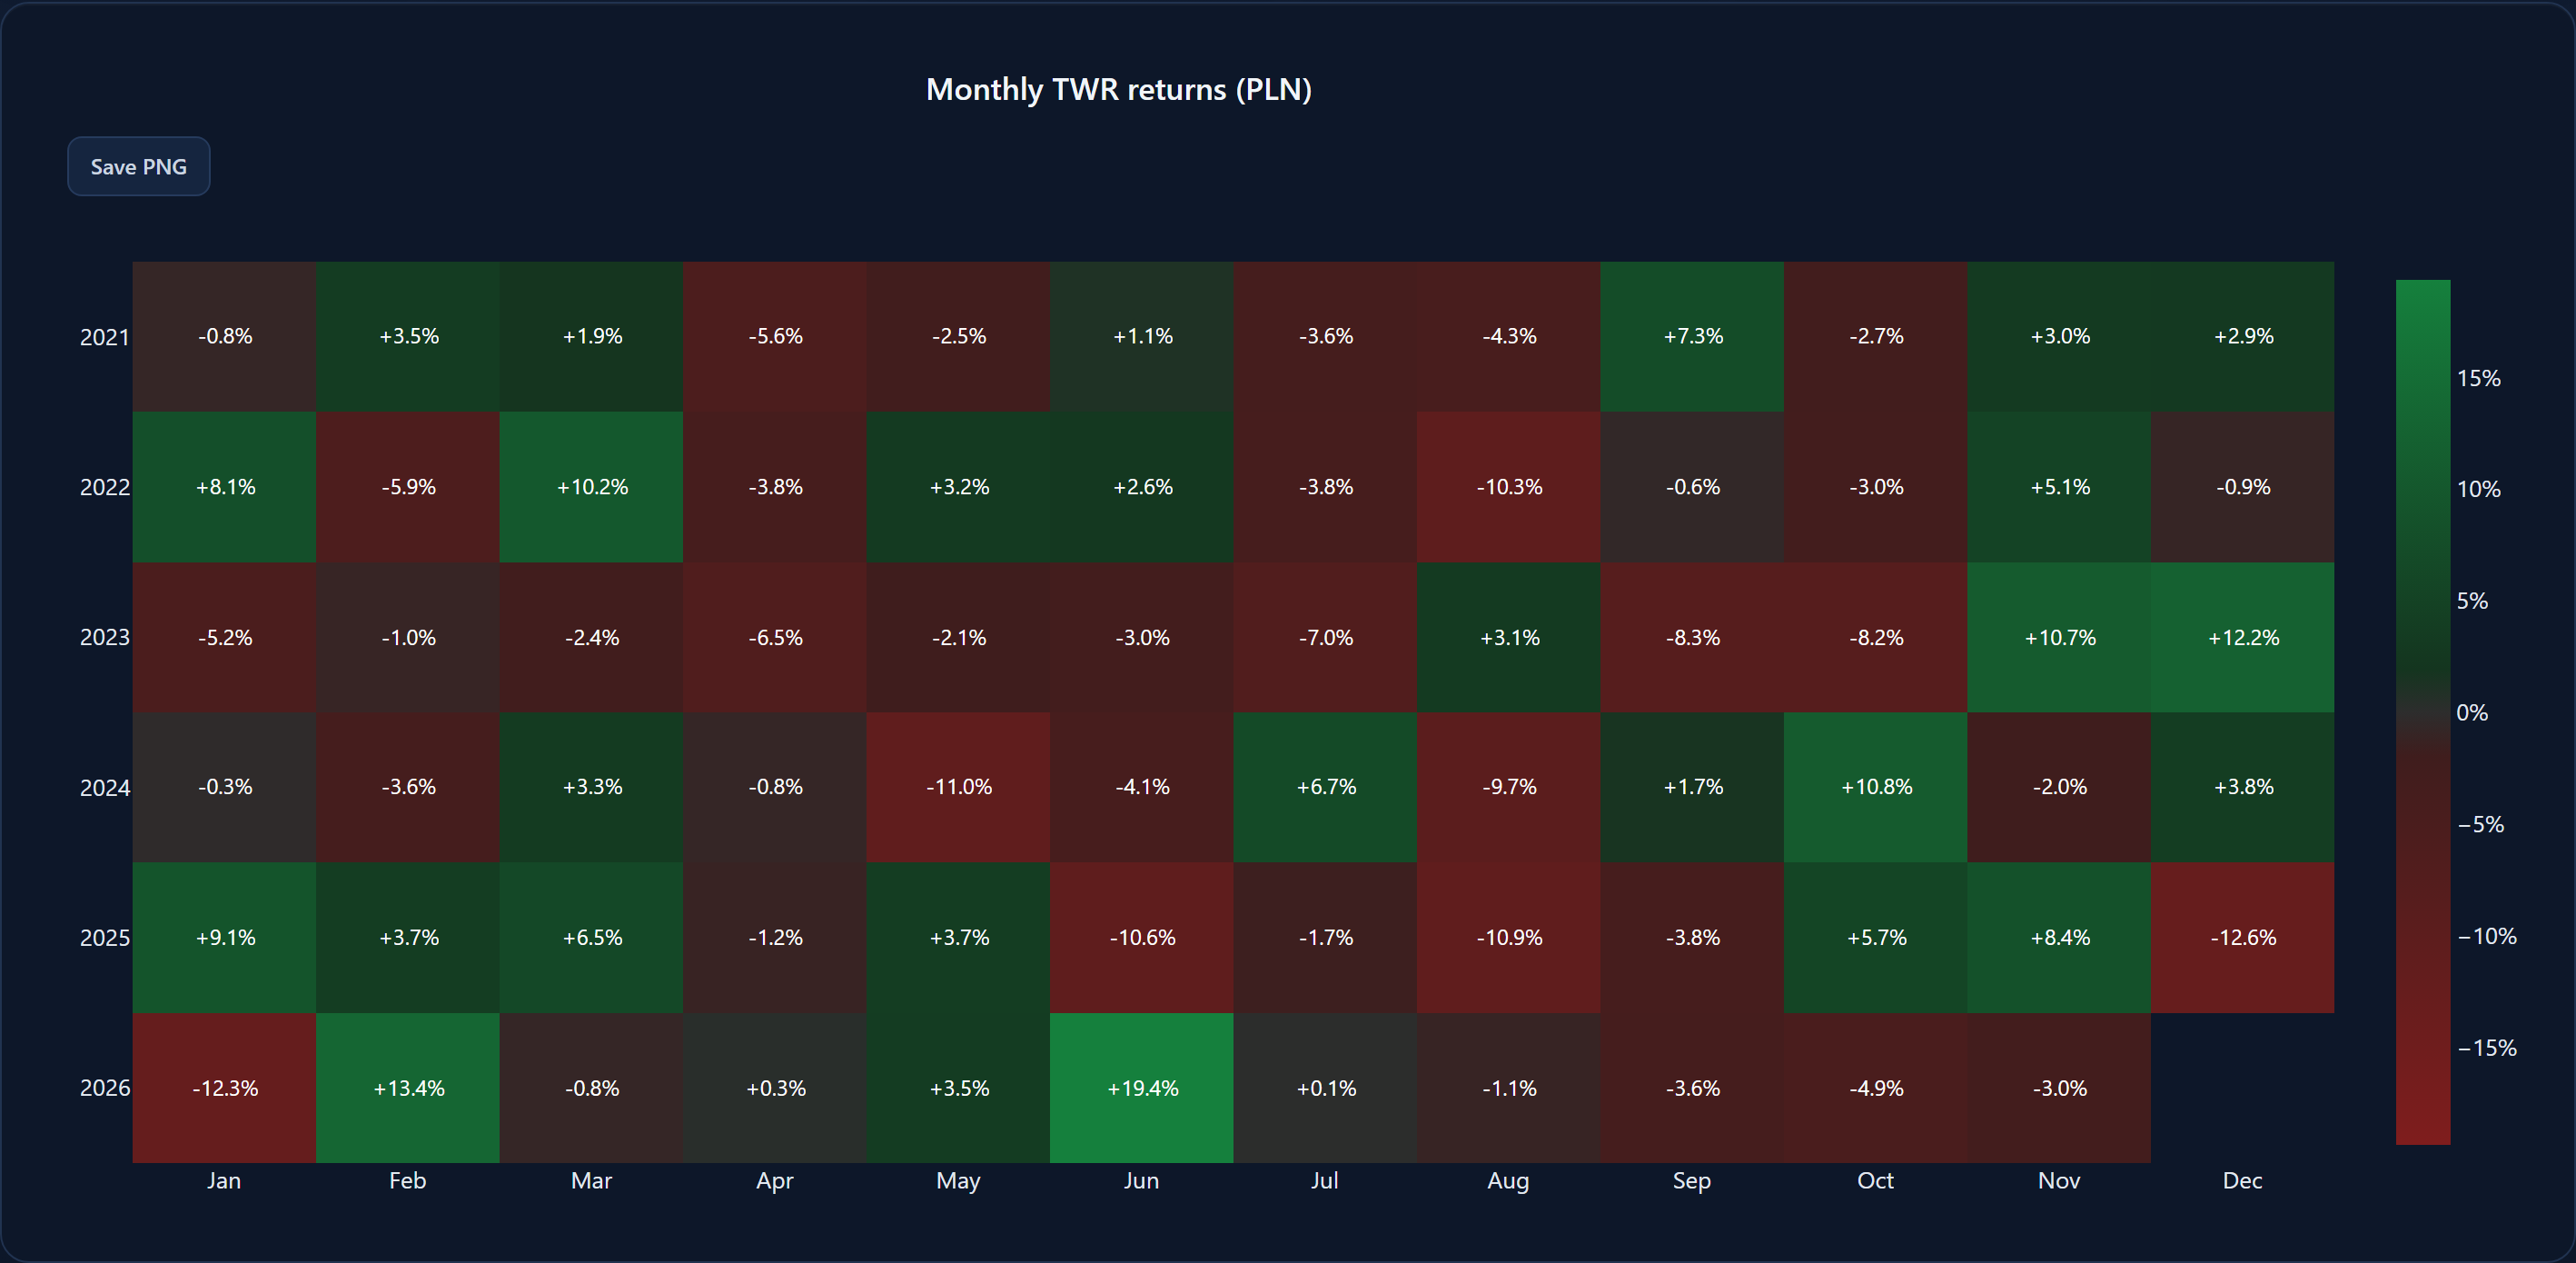 Monthly TWR returns (PLN)
Save PNG
2021 -0.8% +3.5% +1.9% -5.6% -2.5% +1.1% -3.6% -4.3% +7.3% -2.7% +3.0% +2.9%
2022 +8.1% -5.9% +10.2% -3.8% +3.2% +2.6% -3.8% -10.3% -0.6% -3.0% +5.1% -0.9%
2023 -5.2% -1.0% -2.4% -6.5% -2.1% -3.0% -7.0% +3.1% -8.3% -8.2% +10.7% +12.2%
2024 -0.3% -3.6% +3.3% -0.8% -11.0% -4.1% +6.7% -9.7% +1.7% +10.8% -2.0% +3.8%
2025 +9.1% +3.7% +6.5% -1.2% +3.7% -10.6% -1.7% -10.9% -3.8% +5.7% +8.4% -12.6%
2026 -12.3% +13.4% -0.8% +0.3% +3.5% +19.4% +0.1% -1.1% -3.6% -4.9% -3.0%
Jan Feb Mar Apr May Jun Jul Aug Sep Oct Nov Dec
15%
10%
5%
0%
−5%
−10%
−15%